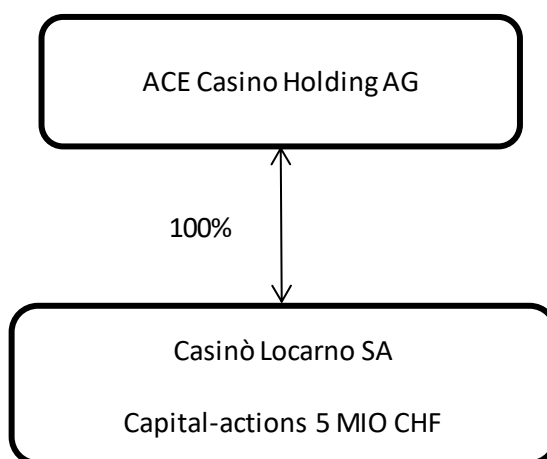 ACE Casino Holding AG
100%
Casinò Locarno SA
Capital-actions 5 MIO CHF